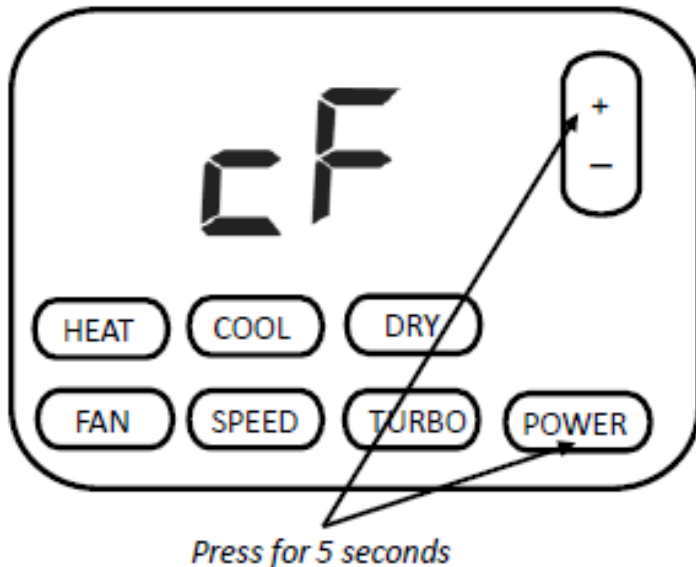 +
cF
–
HEAT COOL DRY
FAN SPEED TURBO POWER
Press for 5 seconds